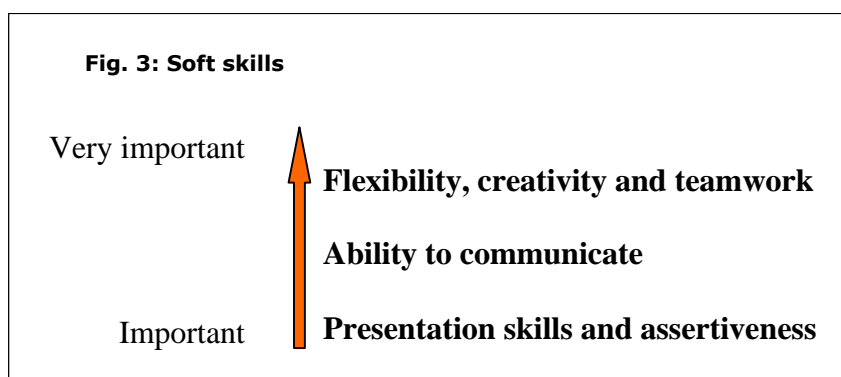 Fig. 3: Soft skills
Very important
Flexibility, creativity and teamwork
Ability to communicate
Important
Presentation skills and assertiveness